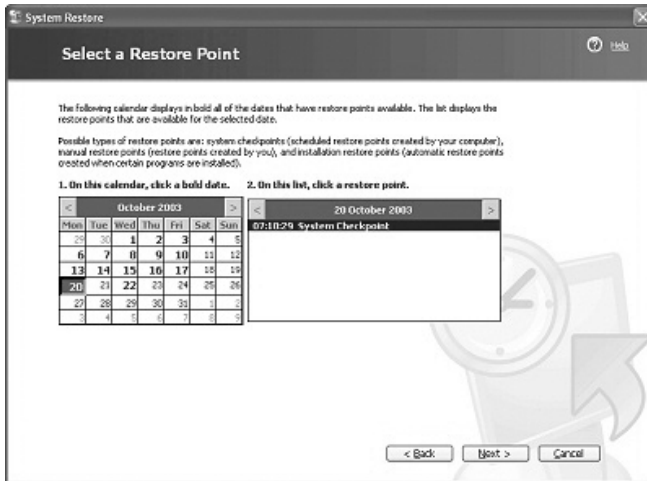 System Restore
Select a Restore Point
Help
The following calendar displays in bold all of the dates that have restore points available. The list displays the
restore points that are available for the selected date.
Possible types of restore points are: system checkpoints (scheduled restore points created by your computer),
manual restore points (restore points created by you), and installation restore points (automatic restore points
created when certain programs are installed).
1. On this calendar, click a bold date.
2. On this list, click a restore point.
< October 2003 >
Mon Tue Wed Thu Fri Sat Sun
29 30 1 2 3 4 5
6 7 8 9 10 11 12
13 14 15 16 17 18 19
20 21 22 23 24 25 26
27 28 29 30 31 1 2
3 4 5 6 7 8 9
< 20 October 2003 >
07:10:29 System Checkpoint
< Back
Next >
Cancel